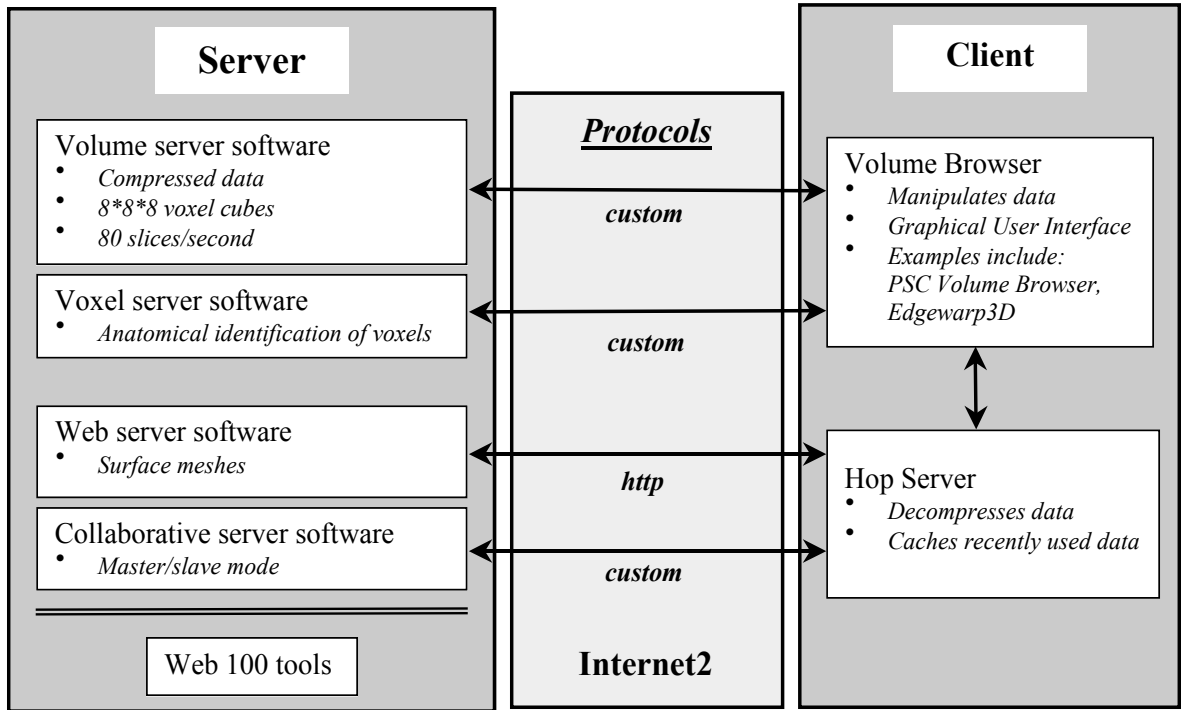 Server
Volume server software
• Compressed data
• 8*8*8 voxel cubes
• 80 slices/second
Voxel server software
• Anatomical identification of voxels
Web server software
• Surface meshes
Collaborative server software
• Master/slave mode
Web 100 tools
Protocols
custom
custom
http
custom
Internet2
Client
Volume Browser
• Manipulates data
• Graphical User Interface
• Examples include:
PSC Volume Browser,
Edgewarp3D
Hop Server
• Decompresses data
• Caches recently used data